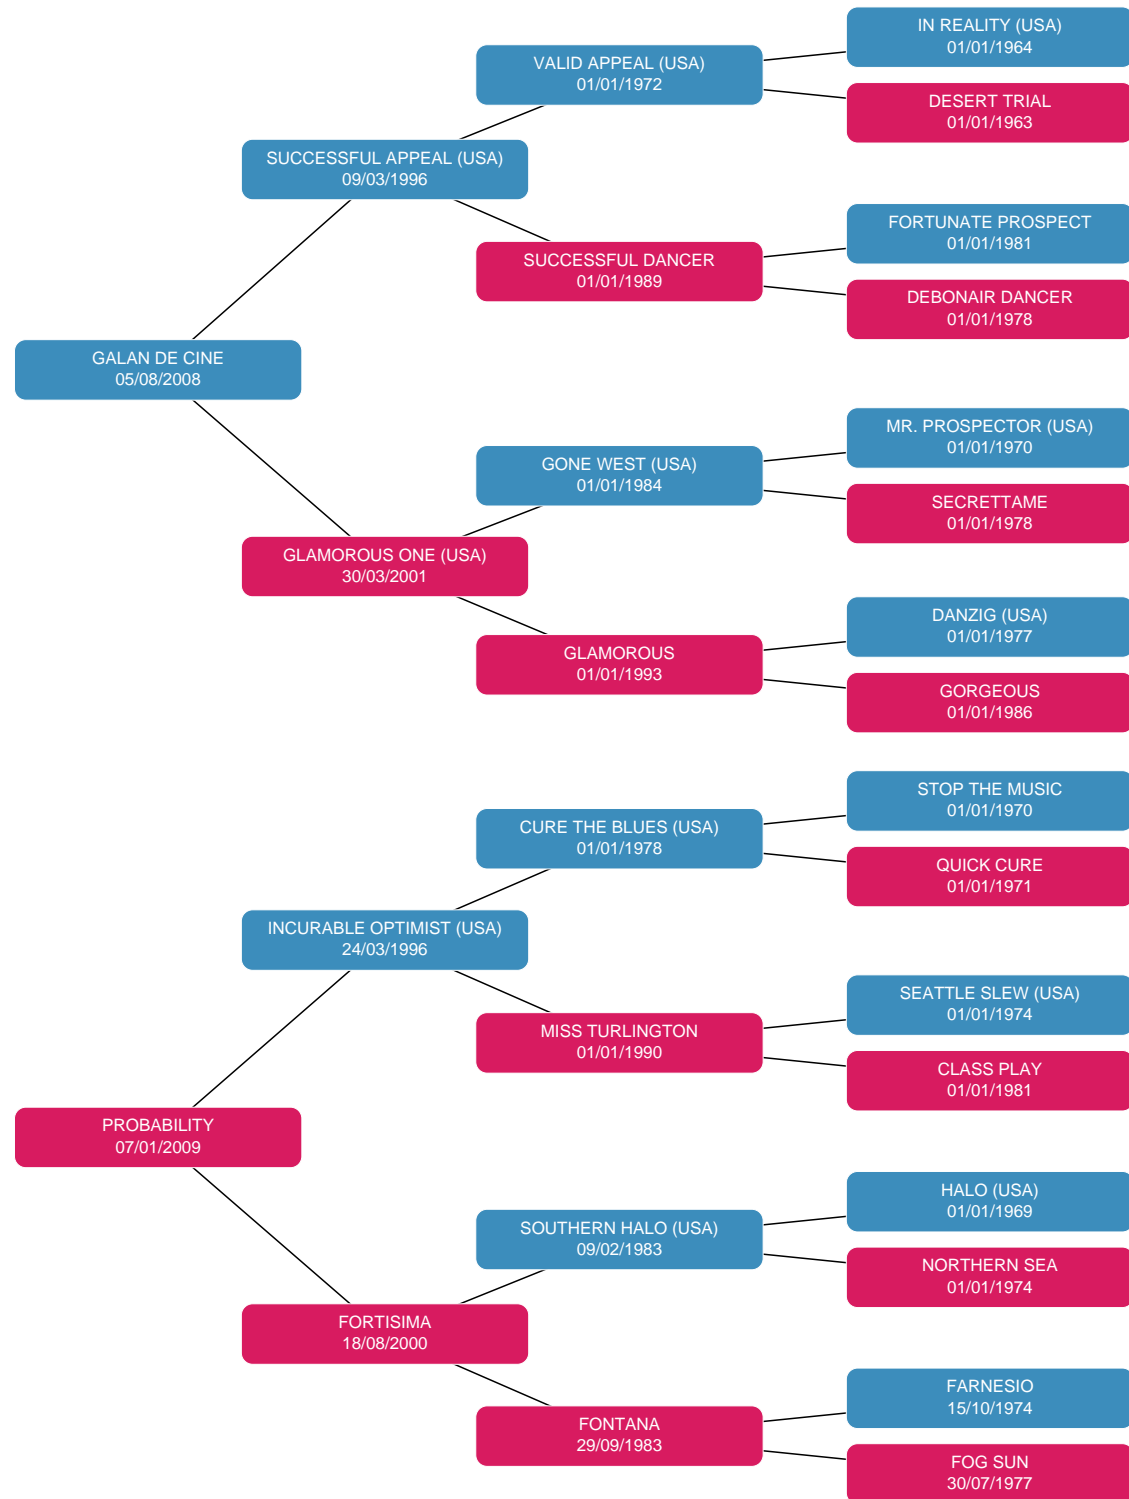 IN REALITY (USA)
01/01/1964
VALID APPEAL (USA)
01/01/1972
DESERT TRIAL
01/01/1963
SUCCESSFUL APPEAL (USA)
09/03/1996
FORTUNATE PROSPECT
01/01/1981
SUCCESSFUL DANCER
01/01/1989
DEBONAIR DANCER
01/01/1978
GALAN DE CINE
05/08/2008
MR. PROSPECTOR (USA)
01/01/1970
GONE WEST (USA)
01/01/1984
SECRETTAME
01/01/1978
GLAMOROUS ONE (USA)
30/03/2001
DANZIG (USA)
01/01/1977
GLAMOROUS
01/01/1993
GORGEOUS
01/01/1986
STOP THE MUSIC
01/01/1970
CURE THE BLUES (USA)
01/01/1978
QUICK CURE
01/01/1971
INCURABLE OPTIMIST (USA)
24/03/1996
SEATTLE SLEW (USA)
01/01/1974
MISS TURLINGTON
01/01/1990
CLASS PLAY
01/01/1981
PROBABILITY
07/01/2009
HALO (USA)
01/01/1969
SOUTHERN HALO (USA)
09/02/1983
NORTHERN SEA
01/01/1974
FORTISIMA
18/08/2000
FARNESIO
15/10/1974
FONTANA
29/09/1983
FOG SUN
30/07/1977